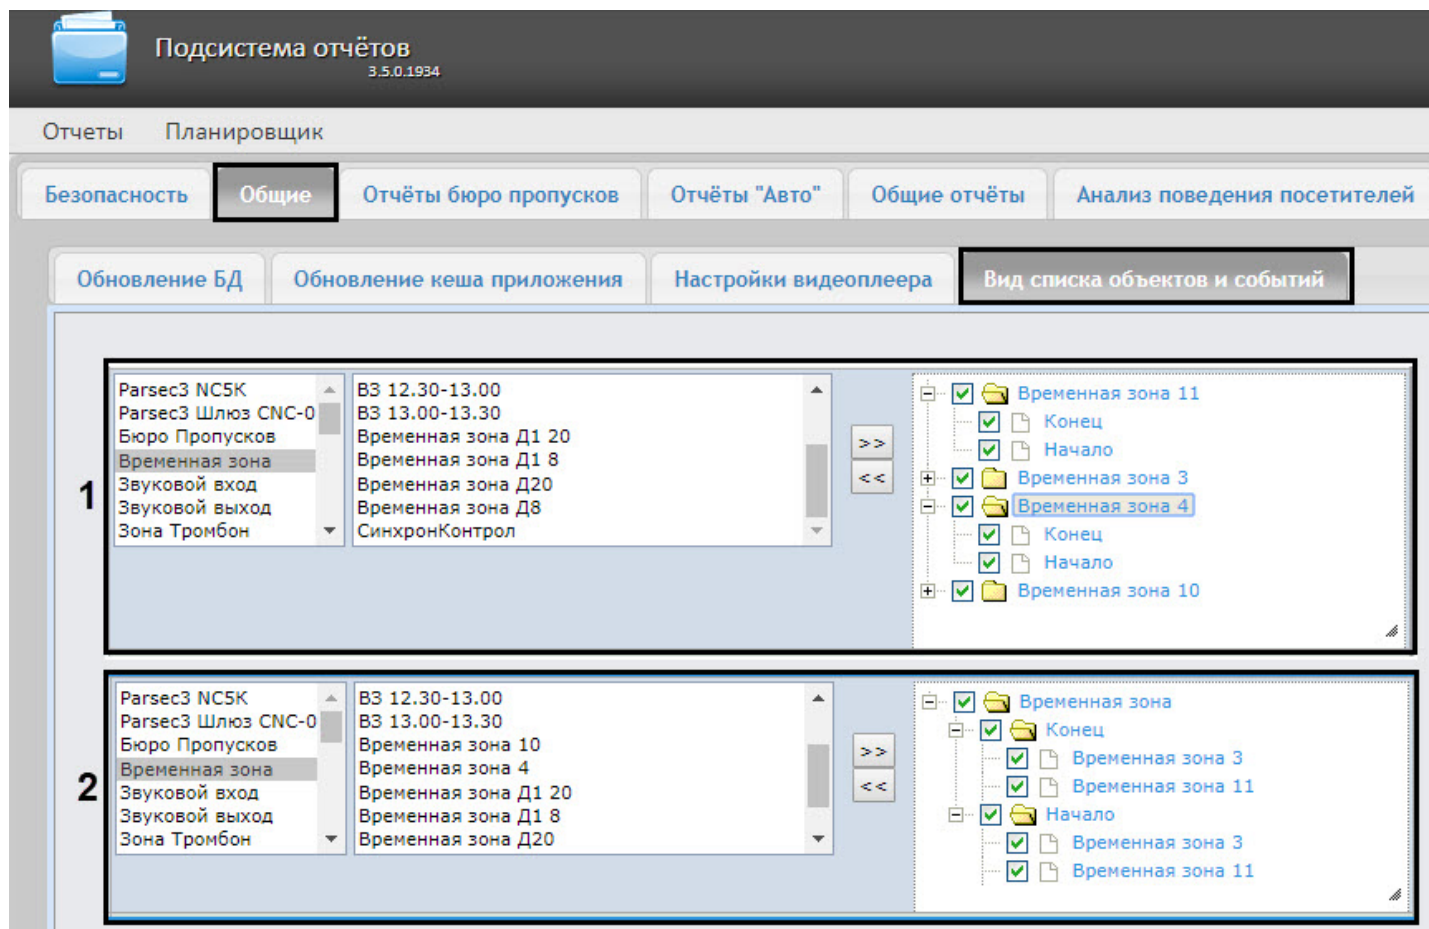 Подсистема отчётов
3.5.0.1934
Отчеты Планировщик
Безопасность Общие Отчёты бюро пропусков Отчёты "Авто" Общие отчёты Анализ поведения посетителей
Обновление БД Обновление кеша приложения Настройки видеоплеера Вид списка объектов и событий
1
Parsec3 NC5K
Parsec3 Шлюз CNC-0
Бюро Пропусков
Временная зона
Звуковой вход
Звуковой выход
Зона Тромбон
ВЗ 12.30-13.00
ВЗ 13.00-13.30
Временная зона Д1 20
Временная зона Д1 8
Временная зона Д20
Временная зона Д8
СинхронКонтрол
>>
<<
Временная зона 11
Конец
Начало
Временная зона 3
Временная зона 4
Конец
Начало
Временная зона 10
2
Parsec3 NC5K
Parsec3 Шлюз CNC-0
Бюро Пропусков
Временная зона
Звуковой вход
Звуковой выход
Зона Тромбон
ВЗ 12.30-13.00
ВЗ 13.00-13.30
Временная зона 10
Временная зона 4
Временная зона Д1 20
Временная зона Д1 8
Временная зона Д20
>>
<<
Временная зона
Конец
Временная зона 3
Временная зона 11
Начало
Временная зона 3
Временная зона 11